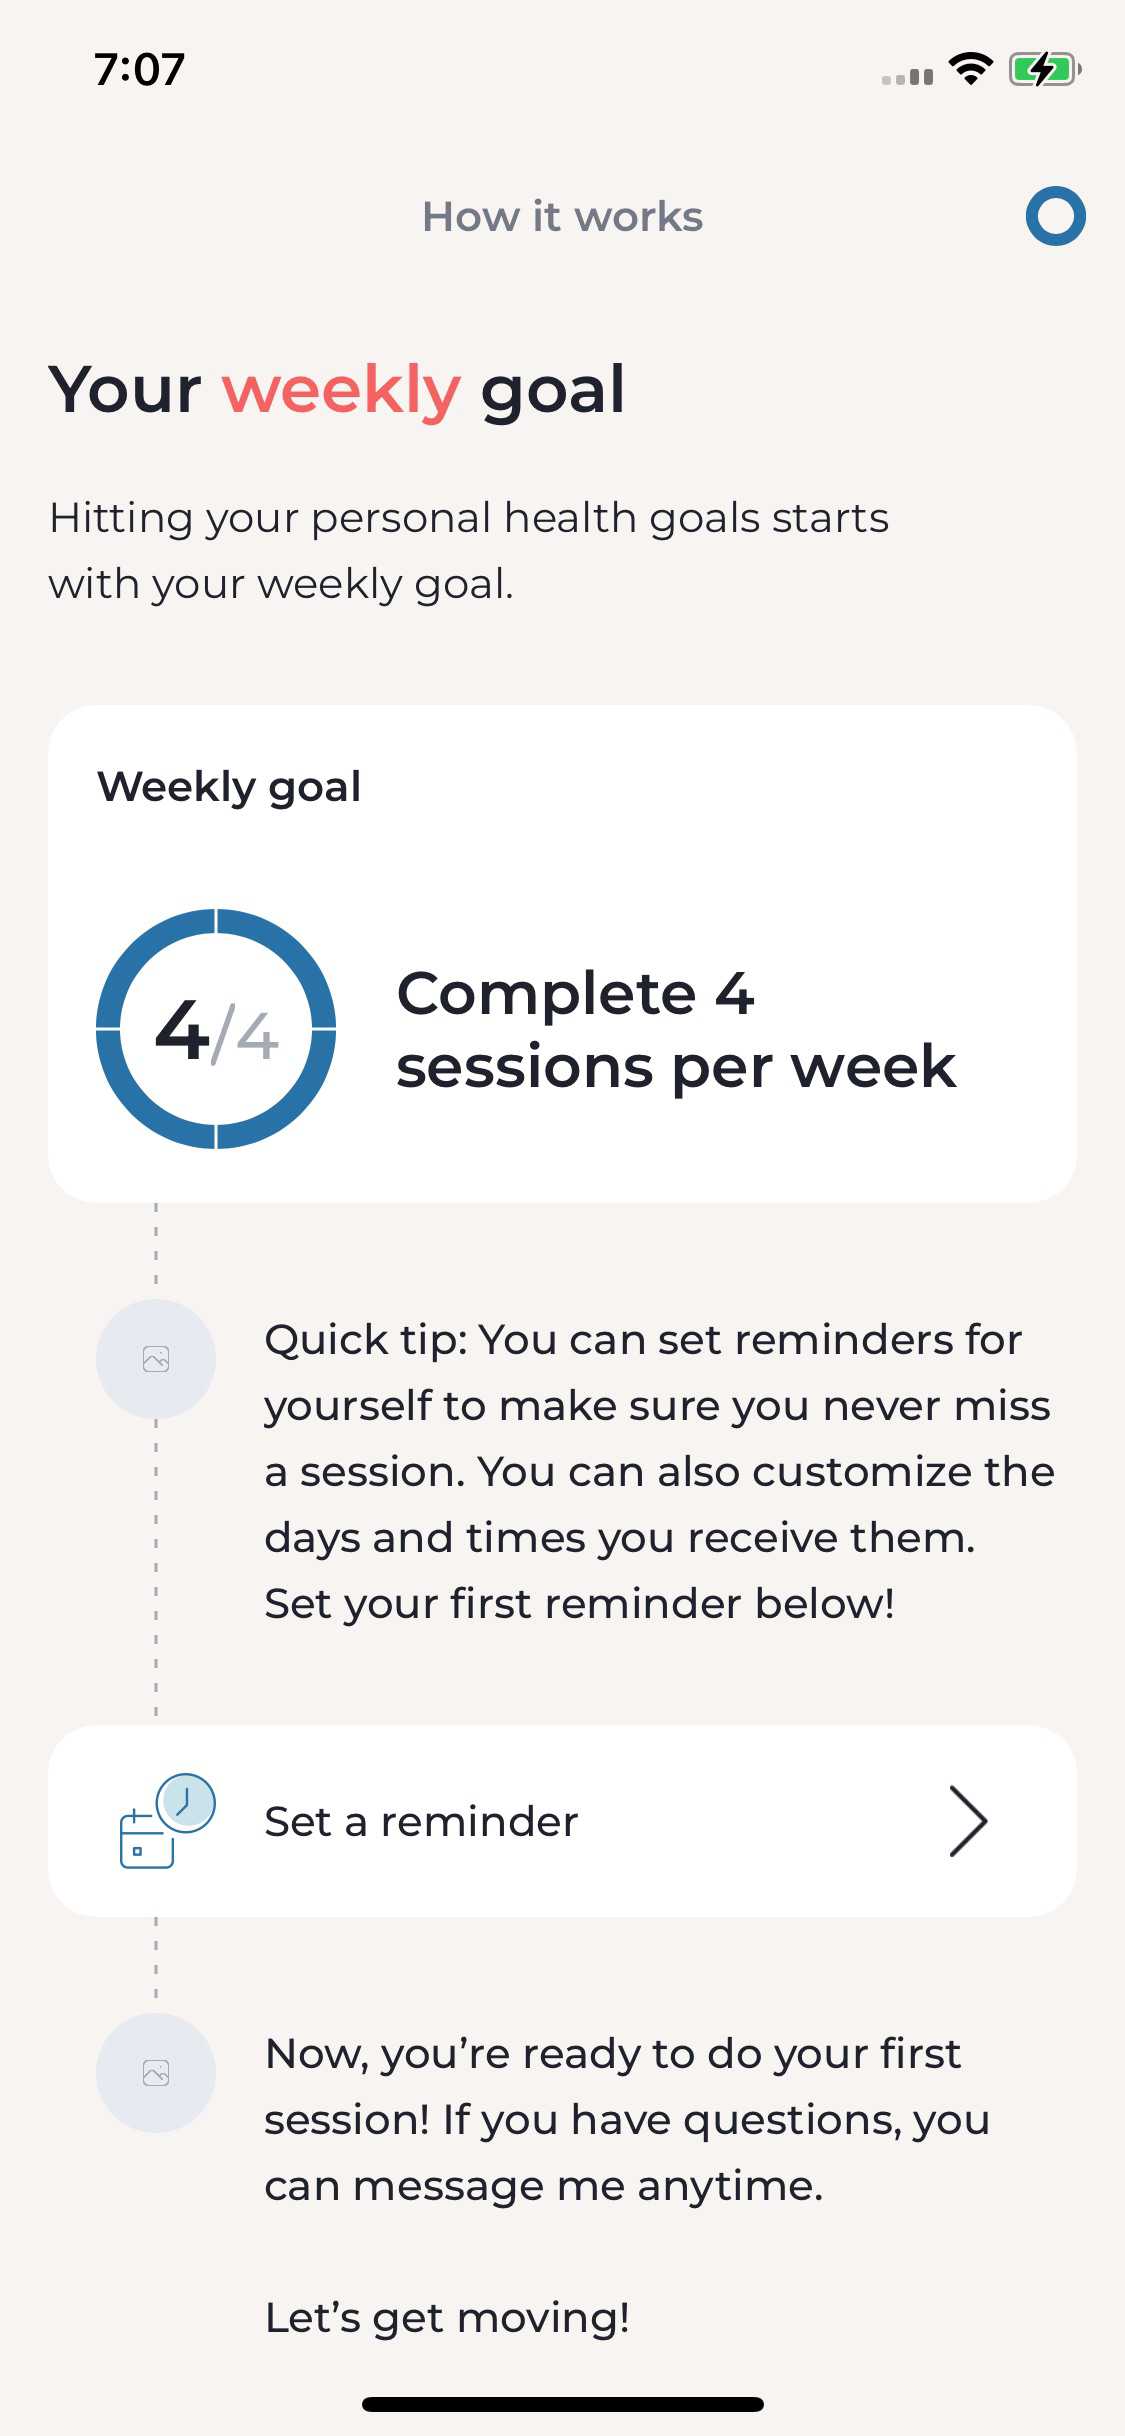 7:07
How it works
Your weekly goal
Hitting your personal health goals starts
with your weekly goal.
Weekly goal
4/4
Complete 4
sessions per week
Quick tip: You can set reminders for
yourself to make sure you never miss
a session. You can also customize the
days and times you receive them.
Set your first reminder below!
Set a reminder
Now, you’re ready to do your first
session! If you have questions, you
can message me anytime.
Let’s get moving!